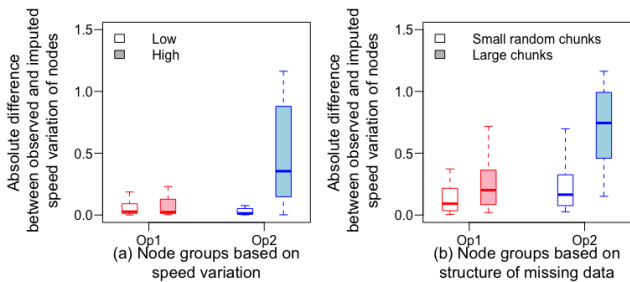 Absolute difference
between observed and imputed
speed variation of nodes
1.5
1.0
0.5
0.0
Low
High
Op1
Op2
(a) Node groups based on
speed variation
Absolute difference
between observed and imputed
speed variation of nodes
1.5
1.0
0.5
0.0
Small random chunks
Large chunks
Op1
Op2
(b) Node groups based on
structure of missing data